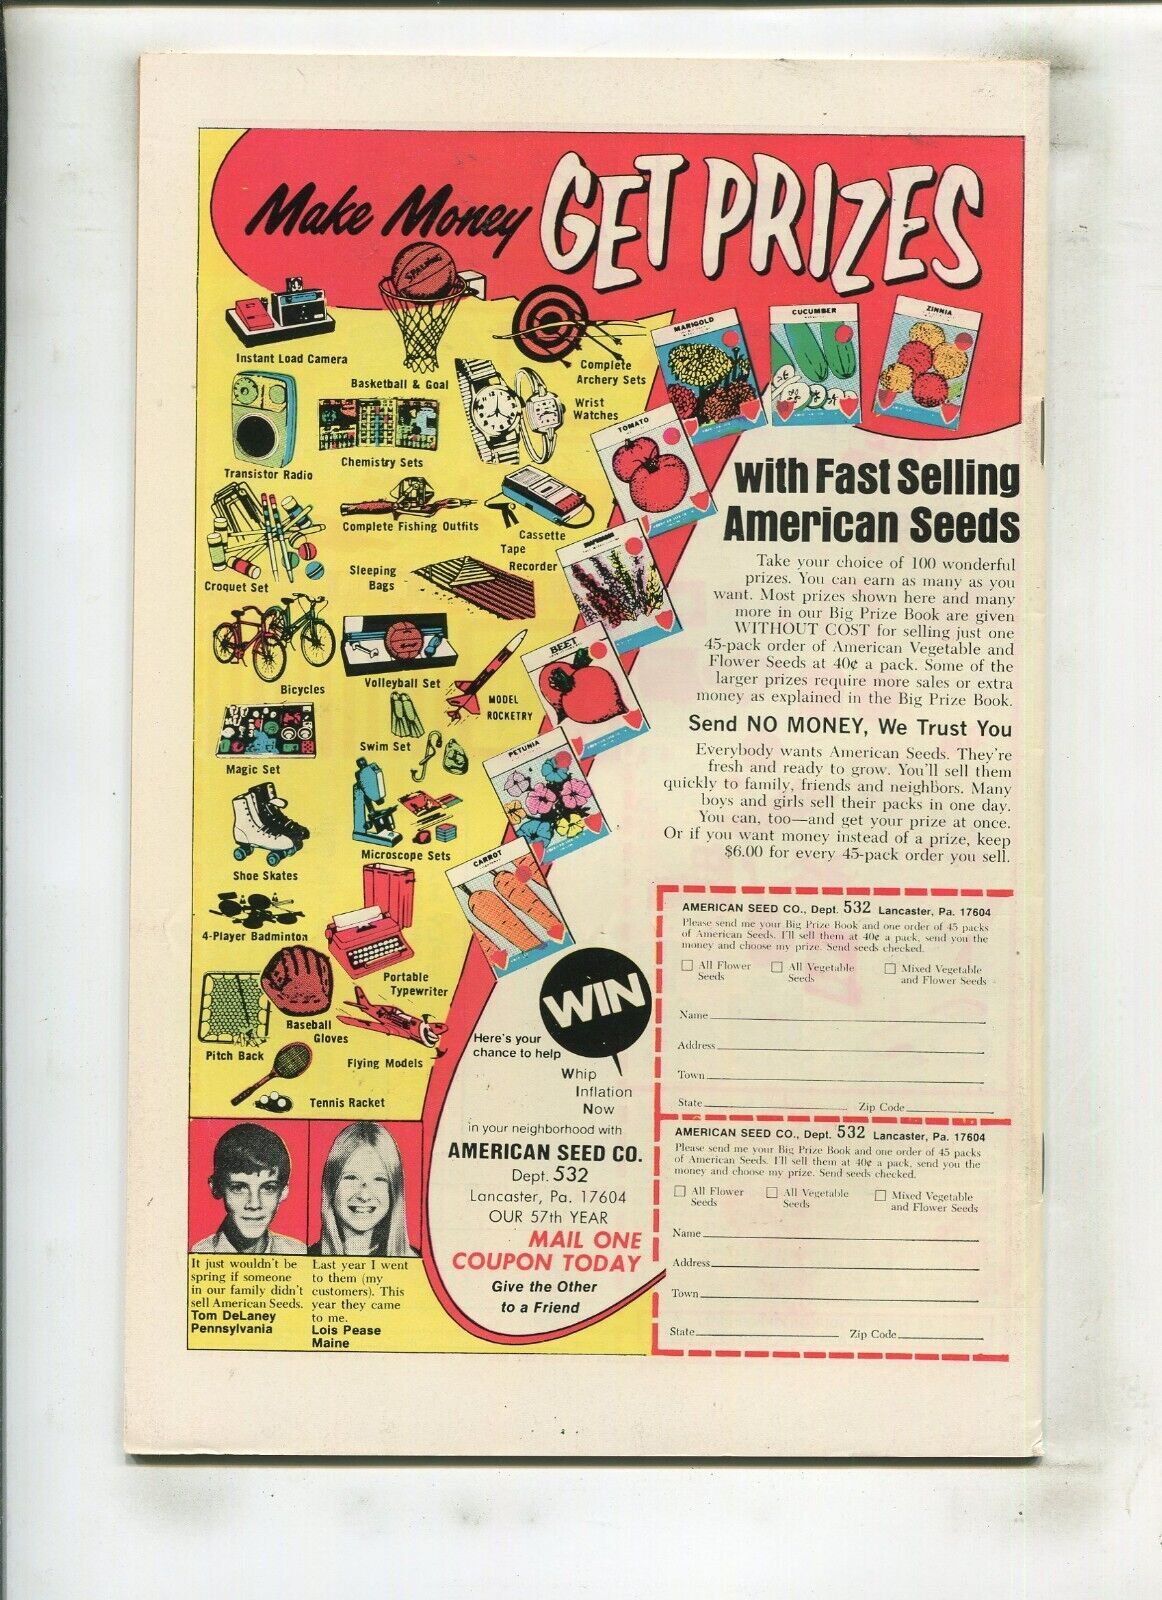 Make Money GET PRIZES
SPALDING
Instant Load Camera
Basketball & Goal
Complete
Archery Sets
Wrist
Watches
Transistor Radio
Chemistry Sets
Complete Fishing Outfits
Cassette
Tape
Recorder
Croquet Set
Sleeping
Bags
Bicycles
Volleyball Set
MODEL
ROCKETRY
Magic Set
Swim Set
Shoe Skates
Microscope Sets
4-Player Badminton
Portable
Typewriter
Pitch Back
Baseball
Gloves
Flying Models
Tennis Racket
MARIGOLD
CUCUMBER
ZINNIA
TOMATO
BEET
PETUNIA
CARROT
with Fast Selling
American Seeds
Take your choice of 100 wonderful
prizes. You can earn as many as you
want. Most prizes shown here and many
more in our Big Prize Book are given
WITHOUT COST for selling just one
45-pack order of American Vegetable and
Flower Seeds at 40¢ a pack. Some of the
larger prizes require more sales or extra
money as explained in the Big Prize Book.
Send NO MONEY, We Trust You
Everybody wants American Seeds. They're
fresh and ready to grow. You'll sell them
quickly to family, friends and neighbors. Many
boys and girls sell their packs in one day.
You can, too—and get your prize at once.
Or if you want money instead of a prize, keep
$6.00 for every 45-pack order you sell.
WIN
Here's your
chance to help
Whip
Inflation
Now
in your neighborhood with
AMERICAN SEED CO.
Dept. 532
Lancaster, Pa. 17604
OUR 57th YEAR
MAIL ONE
COUPON TODAY
Give the Other
to a Friend
It just wouldn't be
spring if someone
in our family didn't
sell American Seeds.
Tom DeLaney
Pennsylvania
Last year I went
to them (my
customers). This
year they came
to me.
Lois Pease
Maine
AMERICAN SEED CO., Dept. 532 Lancaster, Pa. 17604
Please send me your Big Prize Book and one order of 45 packs
of American Seeds. I'll sell them at 40¢ a pack, send you the
money and choose my prize. Send seeds checked.
All Flower Seeds
All Vegetable Seeds
Mixed Vegetable and Flower Seeds
Name
Address
Town
State Zip Code
AMERICAN SEED CO., Dept. 532 Lancaster, Pa. 17604
Please send me your Big Prize Book and one order of 45 packs
of American Seeds. I'll sell them at 40¢ a pack, send you the
money and choose my prize. Send seeds checked.
All Flower Seeds
All Vegetable Seeds
Mixed Vegetable and Flower Seeds
Name
Address
Town
State Zip Code